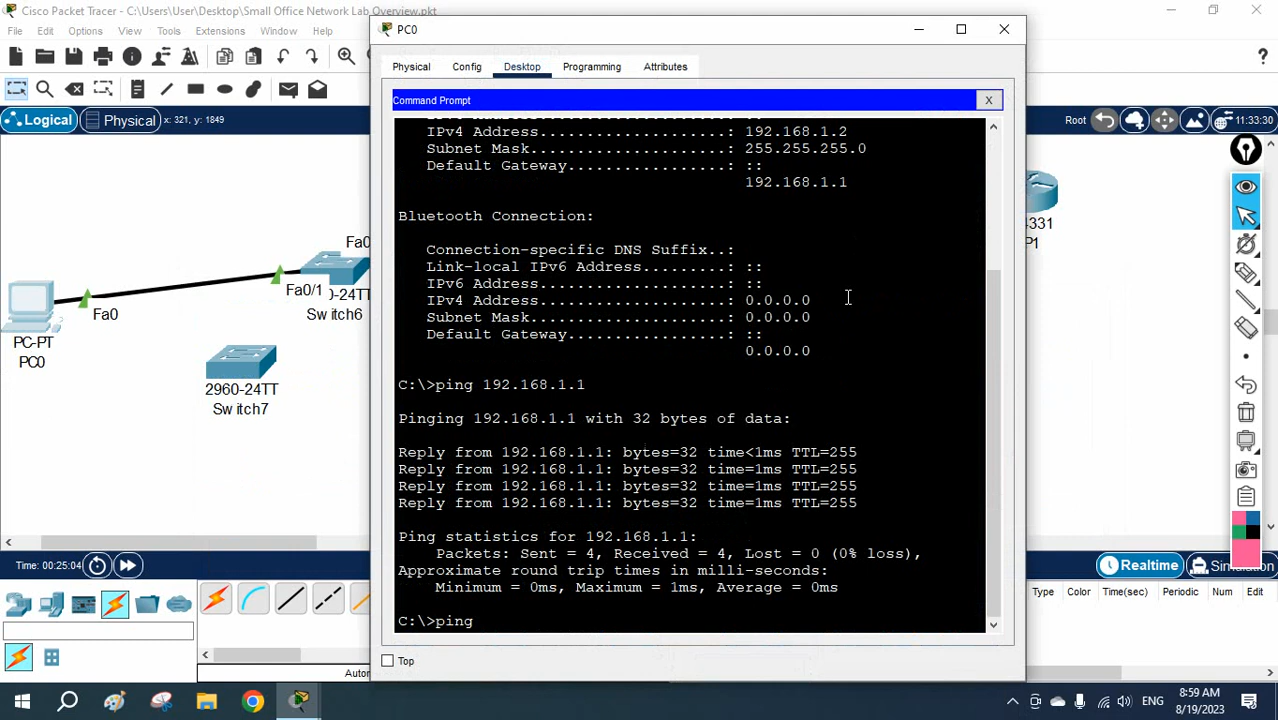 Cisco Packet Tracer - C:\Users\User\Desktop\Small Office Network Lab Overview.pkt
File Edit Options View Tools Extensions Window Help
PC0
Physical Config Desktop Programming Attributes
Command Prompt
X
Logical
Physical
x: 321, y: 1849
Root
11:33:30
IPv4 Address......................: 192.168.1.2
Subnet Mask.....................: 255.255.255.0
Default Gateway.................: ::
192.168.1.1
Bluetooth Connection:
Connection-specific DNS Suffix..:
Link-local IPv6 Address.........: ::
IPv6 Address....................: ::
IPv4 Address....................: 0.0.0.0
Subnet Mask.....................: 0.0.0.0
Default Gateway.................: ::
0.0.0.0
C:\>ping 192.168.1.1
Pinging 192.168.1.1 with 32 bytes of data:
Reply from 192.168.1.1: bytes=32 time<1ms TTL=255
Reply from 192.168.1.1: bytes=32 time=1ms TTL=255
Reply from 192.168.1.1: bytes=32 time=1ms TTL=255
Reply from 192.168.1.1: bytes=32 time=1ms TTL=255
Ping statistics for 192.168.1.1:
Packets: Sent = 4, Received = 4, Lost = 0 (0% loss),
Approximate round trip times in milli-seconds:
Minimum = 0ms, Maximum = 1ms, Average = 0ms
C:\>ping
Top
Fa0
Fa0/1
0-24TT
Switch6
Fa0
PC-PT
PC0
2960-24TT
Switch7
4331
P1
Time: 00:25:04
Realtime
Simulation
Type Color Time(sec) Periodic Num Edit
Auto
ENG
8:59 AM
8/19/2023